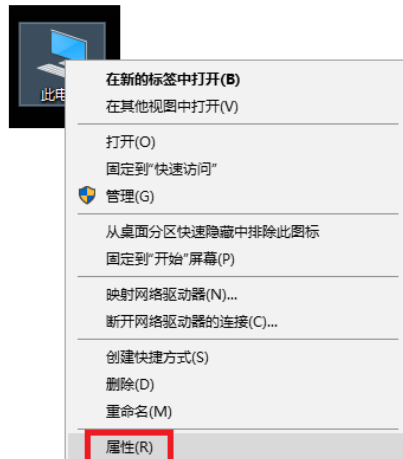 此电
在新的标签中打开(B)
在其他视图中打开(V)
打开(O)
固定到"快速访问"
管理(G)
从桌面分区快速隐藏中排除此图标
固定到"开始"屏幕(P)
映射网络驱动器(N)...
断开网络驱动器的连接(C)...
创建快捷方式(S)
删除(D)
重命名(M)
属性(R)